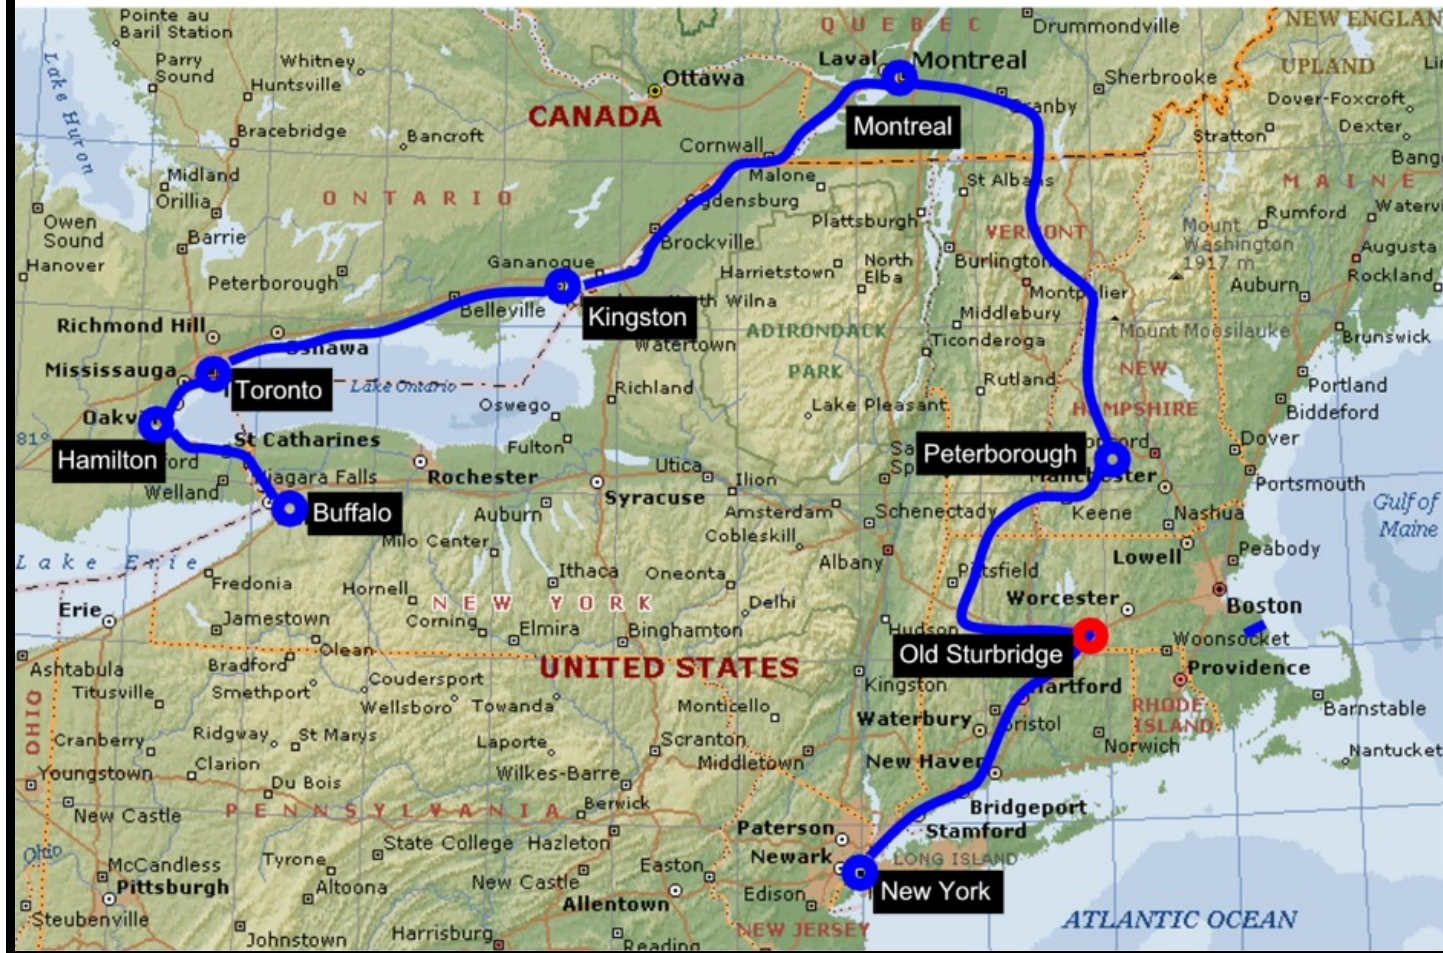 Pointe au
Baril Station
QUEBEC
Drummondville
NEW ENGLAN
UPLAND
Parry
Sound
Whitney
Huntsville
Ottawa
Laval
Montreal
Sherbrooke
Lake Huron
CANADA
Montreal
Dover-Foxcroft
Stratton
Dexter
Bang
Bracebridge
Bancroft
Cornwall
Malone
St Albans
MAINE
Midland
Orillia
ONTARIO
Plattsburgh
Rumford
Owen
Sound
Barrie
Brockville
VERMONT
Mount
Washington
1917 m
Augusta
Hanover
Peterborough
Gananoque
Harrietstown
North
Elba
Burlington
Auburn
Rockland
Belleville
Kingston
Middlebury
Mount Moosilauke
Brunswick
Richmond Hill
Watertown
ADIRONDACK
PARK
Ticonderoga
NEW
HAMPSHIRE
Mississauga
Toronto
Lake Ontario
Richland
Rutland
Portland
Biddeford
Oswego
Lake Pleasant
81°
Hamilton
St Catharines
Fulton
Peterborough
Dover
Welland
Rochester
Syracuse
Utica
Ilion
Portsmouth
Buffalo
Auburn
Amsterdam
Schenectady
Keene
Nashua
Gulf of
Maine
Milo Center
Cobleskill
Lowell
Peabody
Lake Erie
Fredonia
Hornell
Ithaca
Oneonta
Albany
Pittsfield
Worcester
Boston
Erie
NEW YORK
Delhi
Jamestown
Corning
Elmira
Binghamton
Hudson
Old Sturbridge
Woonsocket
Ashtabula
Bradford
Olean
UNITED STATES
Kingston
Hartford
Providence
Titusville
Smethport
Coudersport
Wellsboro
Towanda
Monticello
Waterbury
Bristol
RHODE
ISLAND
Barnstable
OHIO
Cranberry
Ridgway
St Marys
Laporte
Scranton
Middletown
New Haven
Norwich
Nantucket
Youngstown
Clarion
Du Bois
Wilkes-Barre
New Castle
PENNSYLVANIA
Berwick
Bridgeport
Stamford
Ohio
McCandless
Tyrone
State College
Hazleton
Paterson
Newark
LONG ISLAND
Pittsburgh
Altoona
New Castle
Easton
Edison
New York
Steubenville
Allentown
ATLANTIC OCEAN
Johnstown
Harrisburg
Reading
NEW JERSEY